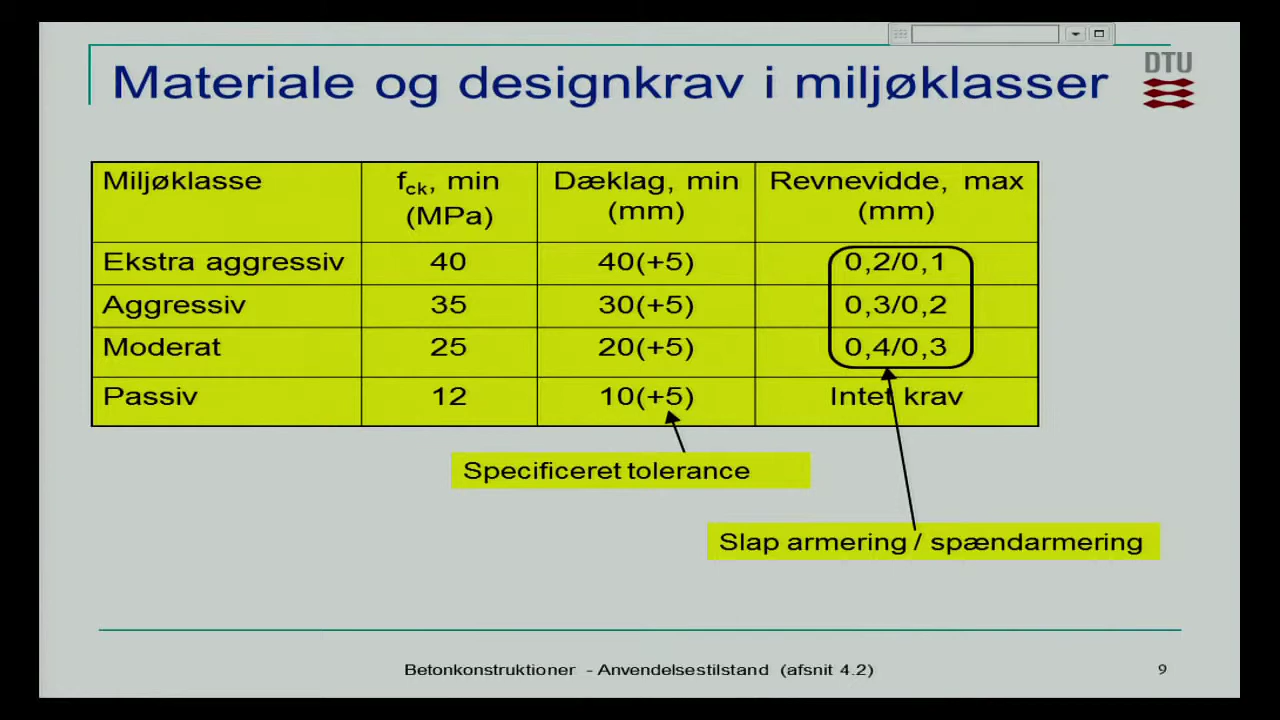 Materiale og designkrav i miljøklasser
DTU
Miljøklasse fck, min (MPa) Dæklag, min (mm) Revnevidde, max (mm)
Ekstra aggressiv 40 40(+5) 0,2/0,1
Aggressiv 35 30(+5) 0,3/0,2
Moderat 25 20(+5) 0,4/0,3
Passiv 12 10(+5) Intet krav
Specificeret tolerance
Slap armering / spændarmering
Betonkonstruktioner - Anvendelsestilstand (afsnit 4.2) 9